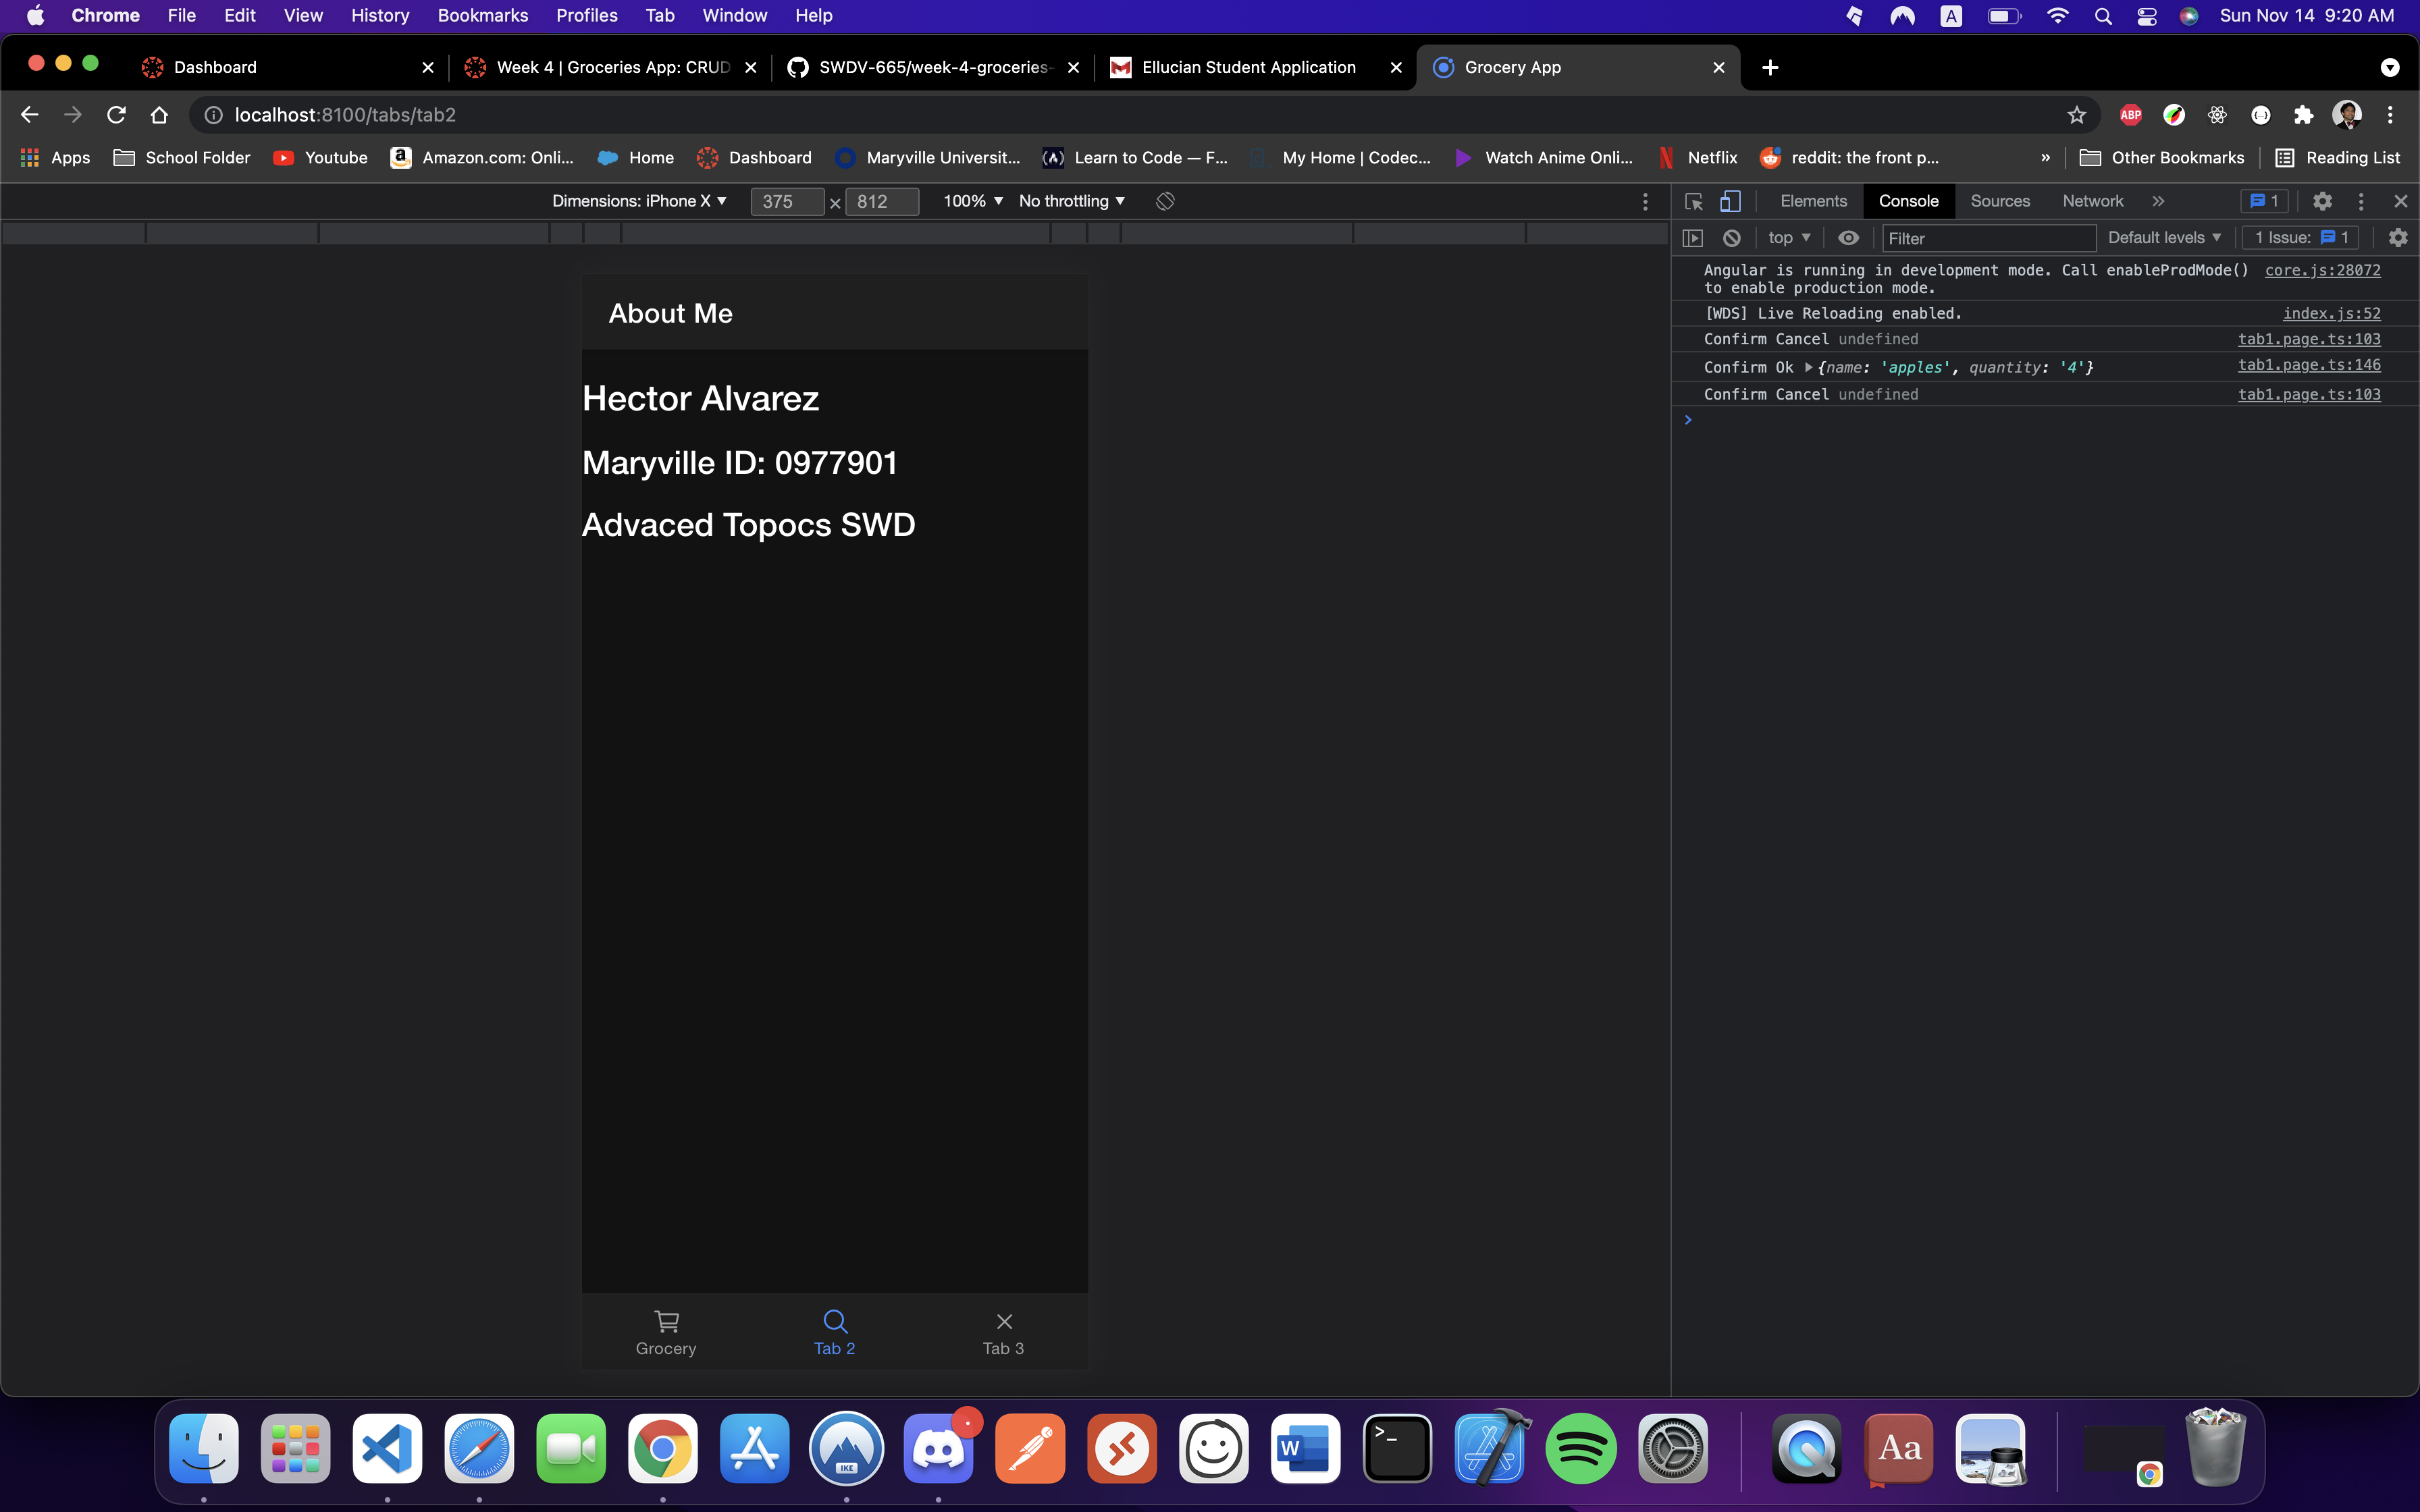 Chrome File Edit View History Bookmarks Profiles Tab Window Help A Sun Nov 14 9:20 AM
Dashboard Week 4 | Groceries App: CRUD SWDV-665/week-4-groceries- Ellucian Student Application Grocery App
localhost:8100/tabs/tab2 ABP
Apps School Folder Youtube Amazon.com: Onli... Home Dashboard Maryville Universit... Learn to Code — F... My Home | Codec... Watch Anime Onli... Netflix reddit: the front p... » Other Bookmarks Reading List
Dimensions: iPhone X 375 × 812 100% No throttling
Elements Console Sources Network » 1
top Filter Default levels 1 Issue: 1
Angular is running in development mode. Call enableProdMode() core.js:28072
to enable production mode.
[WDS] Live Reloading enabled. index.js:52
Confirm Cancel undefined tab1.page.ts:103
Confirm Ok {name: 'apples', quantity: '4'} tab1.page.ts:146
Confirm Cancel undefined tab1.page.ts:103
About Me
Hector Alvarez
Maryville ID: 0977901
Advaced Topocs SWD
Grocery Tab 2 Tab 3
IKE W >_ Aa